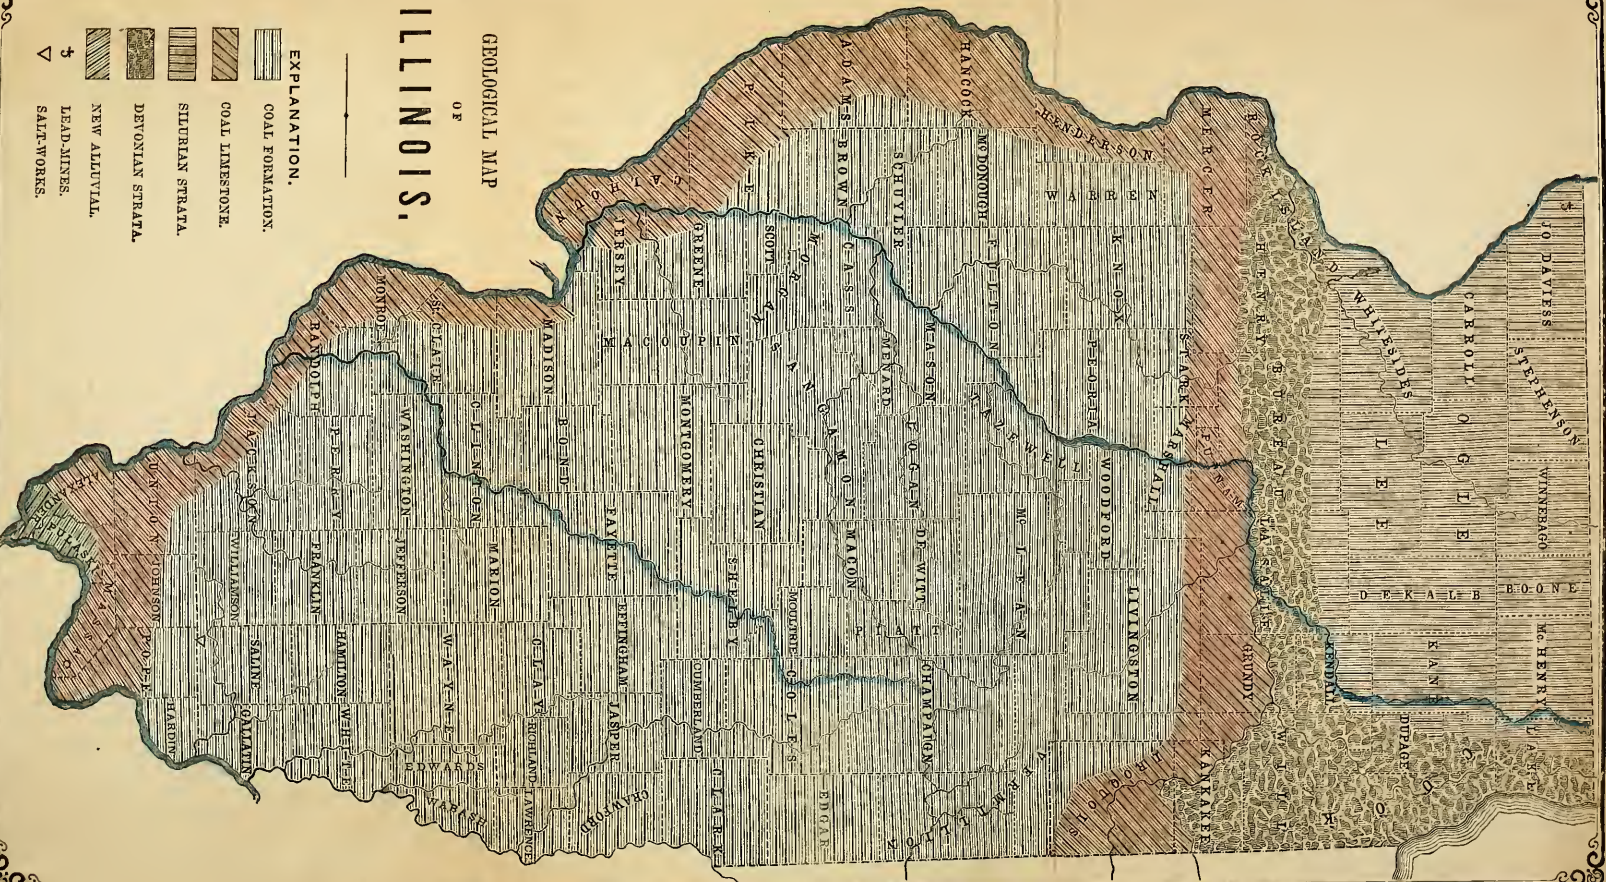 GEOLOGICAL MAP
OF
ILLINOIS.
EXPLANATION.
COAL FORMATION.
COAL LIMESTONE.
SILURIAN STRATA.
DEVONIAN STRATA.
NEW ALLUVIAL.
LEAD-MINES.
SALT-WORKS.
JO DAVIESS
STEPHENSON
WINNEBAGO
BOONE
McHENRY
LAKE
CARROLL
OGLE
WHITESIDES
LEE
DEKALB
KANE
DUPAGE
COOK
ROCK ISLAND
HENRY
BUREAU
LA SALLE
KENDALL
GRUNDY
WILL
MERCER
STARK
PUTNAM
MARSHALL
KANKAKEE
IROQUOIS
HENDERSON
WARREN
KNOX
PEORIA
WOODFORD
LIVINGSTON
HANCOCK
McDONOUGH
FULTON
TAZEWELL
McLEAN
VERMILLION
ADAMS
BROWN
SCHUYLER
CASS
MASON
MENARD
LOGAN
DEWITT
PIATT
CHAMPAIGN
PIKE
SCOTT
MORGAN
SANGAMON
MACON
MOULTRIE
COLES
EDGAR
CALHOUN
GREENE
JERSEY
MACOUPIN
MONTGOMERY
CHRISTIAN
SHELBY
CUMBERLAND
CLARK
MADISON
BOND
FAYETTE
EFFINGHAM
JASPER
CRAWFORD
MONROE
St. CLAIR
CLINTON
MARION
CLAY
RICHLAND
LAWRENCE
RANDOLPH
WASHINGTON
JEFFERSON
WAYNE
EDWARDS
WABASH
PERRY
FRANKLIN
HAMILTON
WHITE
JACKSON
WILLIAMSON
SALINE
GALLATIN
UNION
JOHNSON
POPE
HARDIN
ALEXANDER
PULASKI
MASSAC